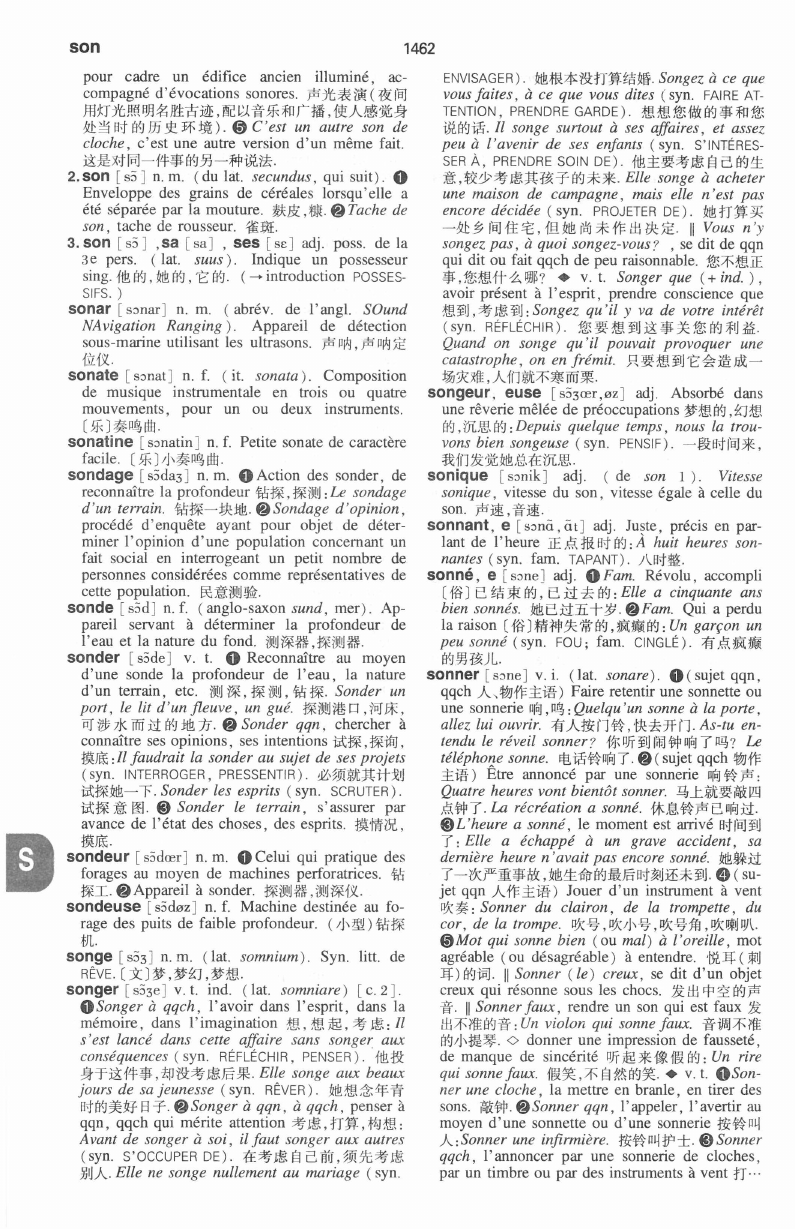 son
1462
pour cadre un édifice ancien illuminé, ac-
compagné d'évocations sonores. 声光表演(夜间
用灯光照明名胜古迹,配以音乐和广播,使人感觉身
处当时的历史环境). ❺ C'est un autre son de
cloche, c'est une autre version d'un même fait.
这是对同一件事的另一种说法.
2. son [sɔ̃] n. m. (du lat. secundus, qui suit). ❶
Enveloppe des grains de céréales lorsqu'elle a
été séparée par la mouture. 麸皮,糠. ❷ Tache de
son, tache de rousseur. 雀斑.
3. son [sɔ̃] ,sa [sa] , ses [sɛ] adj. poss. de la
3e pers. (lat. suus). Indique un possesseur
sing. 他的,她的,它的. (→introduction POSSES-
SIFS. )
sonar [sɔnar] n. m. (abrév. de l'angl. SOund
NAvigation Ranging). Appareil de détection
sous-marine utilisant les ultrasons. 声呐,声呐定
位仪.
sonate [sɔnat] n. f. (it. sonata). Composition
de musique instrumentale en trois ou quatre
mouvements, pour un ou deux instruments.
〔乐〕奏鸣曲.
sonatine [sɔnatin] n. f. Petite sonate de caractère
facile. 〔乐〕小奏鸣曲.
sondage [sɔ̃daʒ] n. m. ❶ Action des sonder, de
reconnaître la profondeur 钻探,探测:Le sondage
d'un terrain. 钻探一块地. ❷ Sondage d'opinion,
procédé d'enquête ayant pour objet de déter-
miner l'opinion d'une population concernant un
fait social en interrogeant un petit nombre de
personnes considérées comme représentatives de
cette population. 民意测验.
sonde [sɔ̃d] n. f. (anglo-saxon sund, mer). Ap-
pareil servant à déterminer la profondeur de
l'eau et la nature du fond. 测深器,探测器.
sonder [sɔ̃de] v. t. ❶ Reconnaître au moyen
d'une sonde la profondeur de l'eau, la nature
d'un terrain, etc. 测深,探测,钻探. Sonder un
port, le lit d'un fleuve, un gué. 探测港口,河床,
可涉水而过的地方. ❷ Sonder qqn, chercher à
connaître ses opinions, ses intentions 试探,探询,
摸底:Il faudrait la sonder au sujet de ses projets
(syn. INTERROGER, PRESSENTIR). 必须就其计划
试探她一下. Sonder les esprits (syn. SCRUTER).
试探意图. ❸ Sonder le terrain, s'assurer par
avance de l'état des choses, des esprits. 摸情况,
摸底.
sondeur [sɔ̃dœr] n. m. ❶ Celui qui pratique des
forages au moyen de machines perforatrices. 钻
探工. ❷ Appareil à sonder. 探测器,测深仪.
sondeuse [sɔ̃døz] n. f. Machine destinée au fo-
rage des puits de faible profondeur. (小型)钻探
机.
songe [sɔ̃ʒ] n. m. (lat. somnium). Syn. litt. de
RÊVE.〔文〕梦,梦幻,梦想.
songer [sɔ̃ʒe] v. t. ind. (lat. somniare) [c. 2].
❶ Songer à qqch, l'avoir dans l'esprit, dans la
mémoire, dans l'imagination 想,想起,考虑:Il
s'est lancé dans cette affaire sans songer aux
conséquences (syn. RÉFLÉCHIR, PENSER). 他投
身于这件事,却没考虑后果. Elle songe aux beaux
jours de sa jeunesse (syn. RÊVER). 她想念年青
时的美好日子. ❷ Songer à qqn, à qqch, penser à
qqn, qqch qui mérite attention 考虑,打算,构想:
Avant de songer à soi, il faut songer aux autres
(syn. S'OCCUPER DE). 在考虑自己前,须先考虑
别人. Elle ne songe nullement au mariage (syn.
ENVISAGER). 她根本没打算结婚. Songez à ce que
vous faites, à ce que vous dites (syn. FAIRE AT-
TENTION, PRENDRE GARDE). 想想您做的事和您
说的话. Il songe surtout à ses affaires, et assez
peu à l'avenir de ses enfants (syn. S'INTÉRES-
SER À, PRENDRE SOIN DE). 他主要考虑自己的生
意,较少考虑其孩子的未来. Elle songe à acheter
une maison de campagne, mais elle n'est pas
encore décidée (syn. PROJETER DE). 她打算买
一处乡间住宅,但她尚未作出决定. ‖ Vous n'y
songez pas, à quoi songez-vous? , se dit de qqn
qui dit ou fait qqch de peu raisonnable. 您不想正
事,您想什么哪? ◆ v. t. Songer que (+ ind.),
avoir présent à l'esprit, prendre conscience que
想到,考虑到:Songez qu'il y va de votre intérêt
(syn. RÉFLÉCHIR). 您要想到这事关您的利益.
Quand on songe qu'il pouvait provoquer une
catastrophe, on en frémit. 只要想到它会造成一
场灾难,人们就不寒而栗.
songeur, euse [sɔ̃ʒœr,øz] adj. Absorbé dans
une rêverie mêlée de préoccupations 梦想的,幻想
的,沉思的:Depuis quelque temps, nous la trou-
vons bien songeuse (syn. PENSIF). 一段时间来,
我们发觉她总在沉思.
sonique [sɔnik] adj. (de son 1). Vitesse
sonique, vitesse du son, vitesse égale à celle du
son. 声速,音速.
sonnant, e [sɔnɑ̃,ɑ̃t] adj. Juste, précis en par-
lant de l'heure 正点报时的:À huit heures son-
nantes (syn. fam. TAPANT). 八时整.
sonné, e [sɔne] adj. ❶ Fam. Révolu, accompli
〔俗〕已结束的,已过去的:Elle a cinquante ans
bien sonnés. 她已过五十岁. ❷ Fam. Qui a perdu
la raison〔俗〕精神失常的,疯癫的:Un garçon un
peu sonné (syn. FOU; fam. CINGLÉ). 有点疯癫
的男孩儿.
sonner [sɔne] v. i. (lat. sonare). ❶ (sujet qqn,
qqch 人、物作主语) Faire retentir une sonnette ou
une sonnerie 响,鸣:Quelqu'un sonne à la porte,
allez lui ouvrir. 有人按门铃,快去开门. As-tu en-
tendu le réveil sonner? 你听到闹钟响了吗? Le
téléphone sonne. 电话铃响了. ❷ (sujet qqch 物作
主语) Être annoncé par une sonnerie 响铃声:
Quatre heures vont bientôt sonner. 马上就要敲四
点钟了. La récréation a sonné. 休息铃声已响过.
❸ L'heure a sonné, le moment est arrivé 时间到
了: Elle a échappé à un grave accident, sa
dernière heure n'avait pas encore sonné. 她躲过
了一次严重事故,她生命的最后时刻还未到. ❹ (su-
jet qqn 人作主语) Jouer d'un instrument à vent
吹奏: Sonner du clairon, de la trompette, du
cor, de la trompe. 吹号,吹小号,吹号角,吹喇叭.
❺ Mot qui sonne bien (ou mal) à l'oreille, mot
agréable (ou désagréable) à entendre. 悦耳(刺
耳)的词. ‖ Sonner (le) creux, se dit d'un objet
creux qui résonne sous les chocs. 发出中空的声
音. ‖ Sonner faux, rendre un son qui est faux 发
出不准的音:Un violon qui sonne faux. 音调不准
的小提琴. ◇ donner une impression de fausseté,
de manque de sincérité 听起来像假的: Un rire
qui sonne faux. 假笑,不自然的笑. ◆ v. t. ❶ Son-
ner une cloche, la mettre en branle, en tirer des
sons. 敲钟. ❷ Sonner qqn, l'appeler, l'avertir au
moyen d'une sonnette ou d'une sonnerie 按铃叫
人:Sonner une infirmière. 按铃叫护士. ❸ Sonner
qqch, l'annoncer par une sonnerie de cloches,
par un timbre ou par des instruments à vent 打…
S